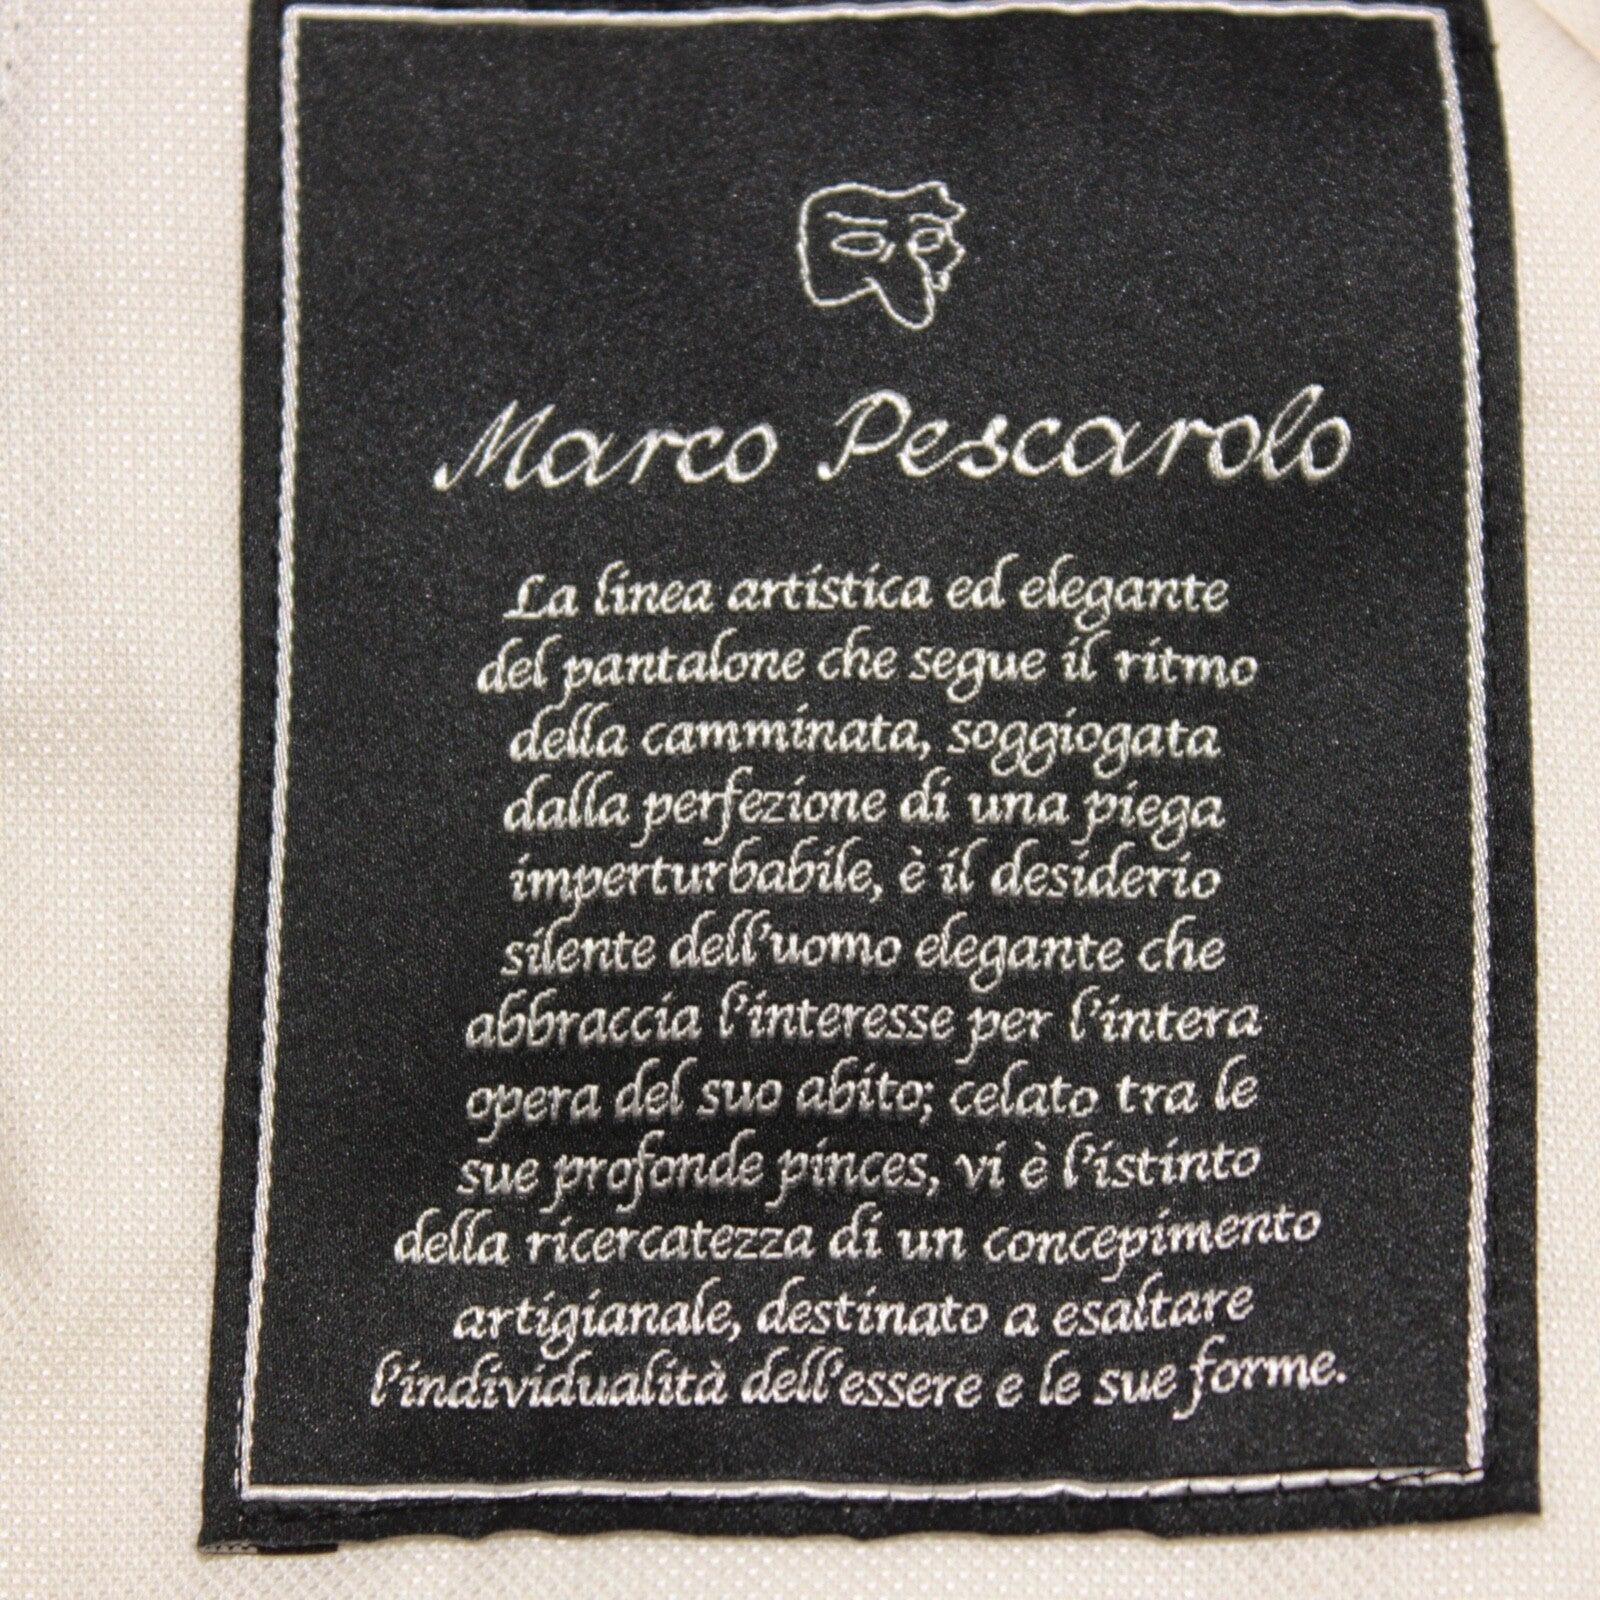 Marco Pescarolo
La linea artistica ed elegante
del pantalone che segue il ritmo
della camminata, soggiogata
dalla perfezione di una piega
imperturbabile, è il desiderio
silente dell'uomo elegante che
abbraccia l'interesse per l'intera
opera del suo abito; celato tra le
sue profonde pinces, vi è l'istinto
della ricercatezza di un concepimento
artigianale, destinato a esaltare
l'individualità dell'essere e le sue forme.